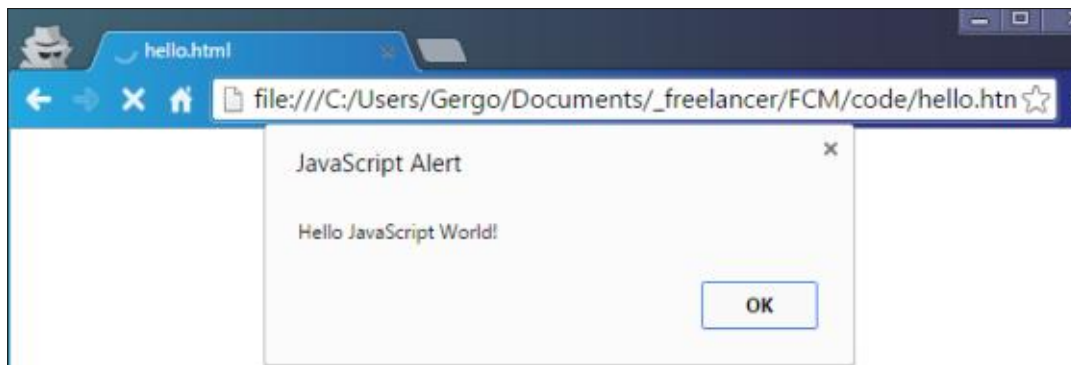 hello.html
file:///C:/Users/Gergo/Documents/_freelancer/FCM/code/hello.htn
JavaScript Alert
Hello JavaScript World!
OK